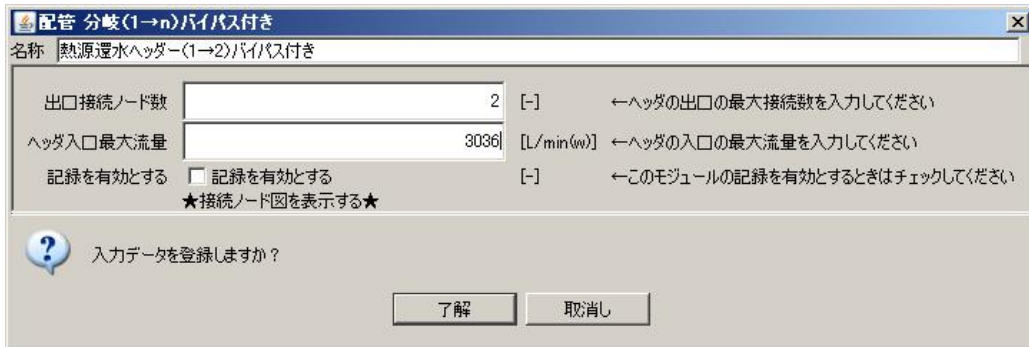 配管 分岐(1→n)バイパス付き
名称 熱源還水ヘッダー(1→2)バイパス付き
出口接続ノード数 2 [-] ←ヘッダの出口の最大接続数を入力してください
ヘッダ入口最大流量 3036 [L/min(w)] ←ヘッダの入口の最大流量を入力してください
記録を有効とする 記録を有効とする [-] ←このモジュールの記録を有効とするときはチェックしてください
★接続ノード図を表示する★
入力データを登録しますか？
了解 取消し